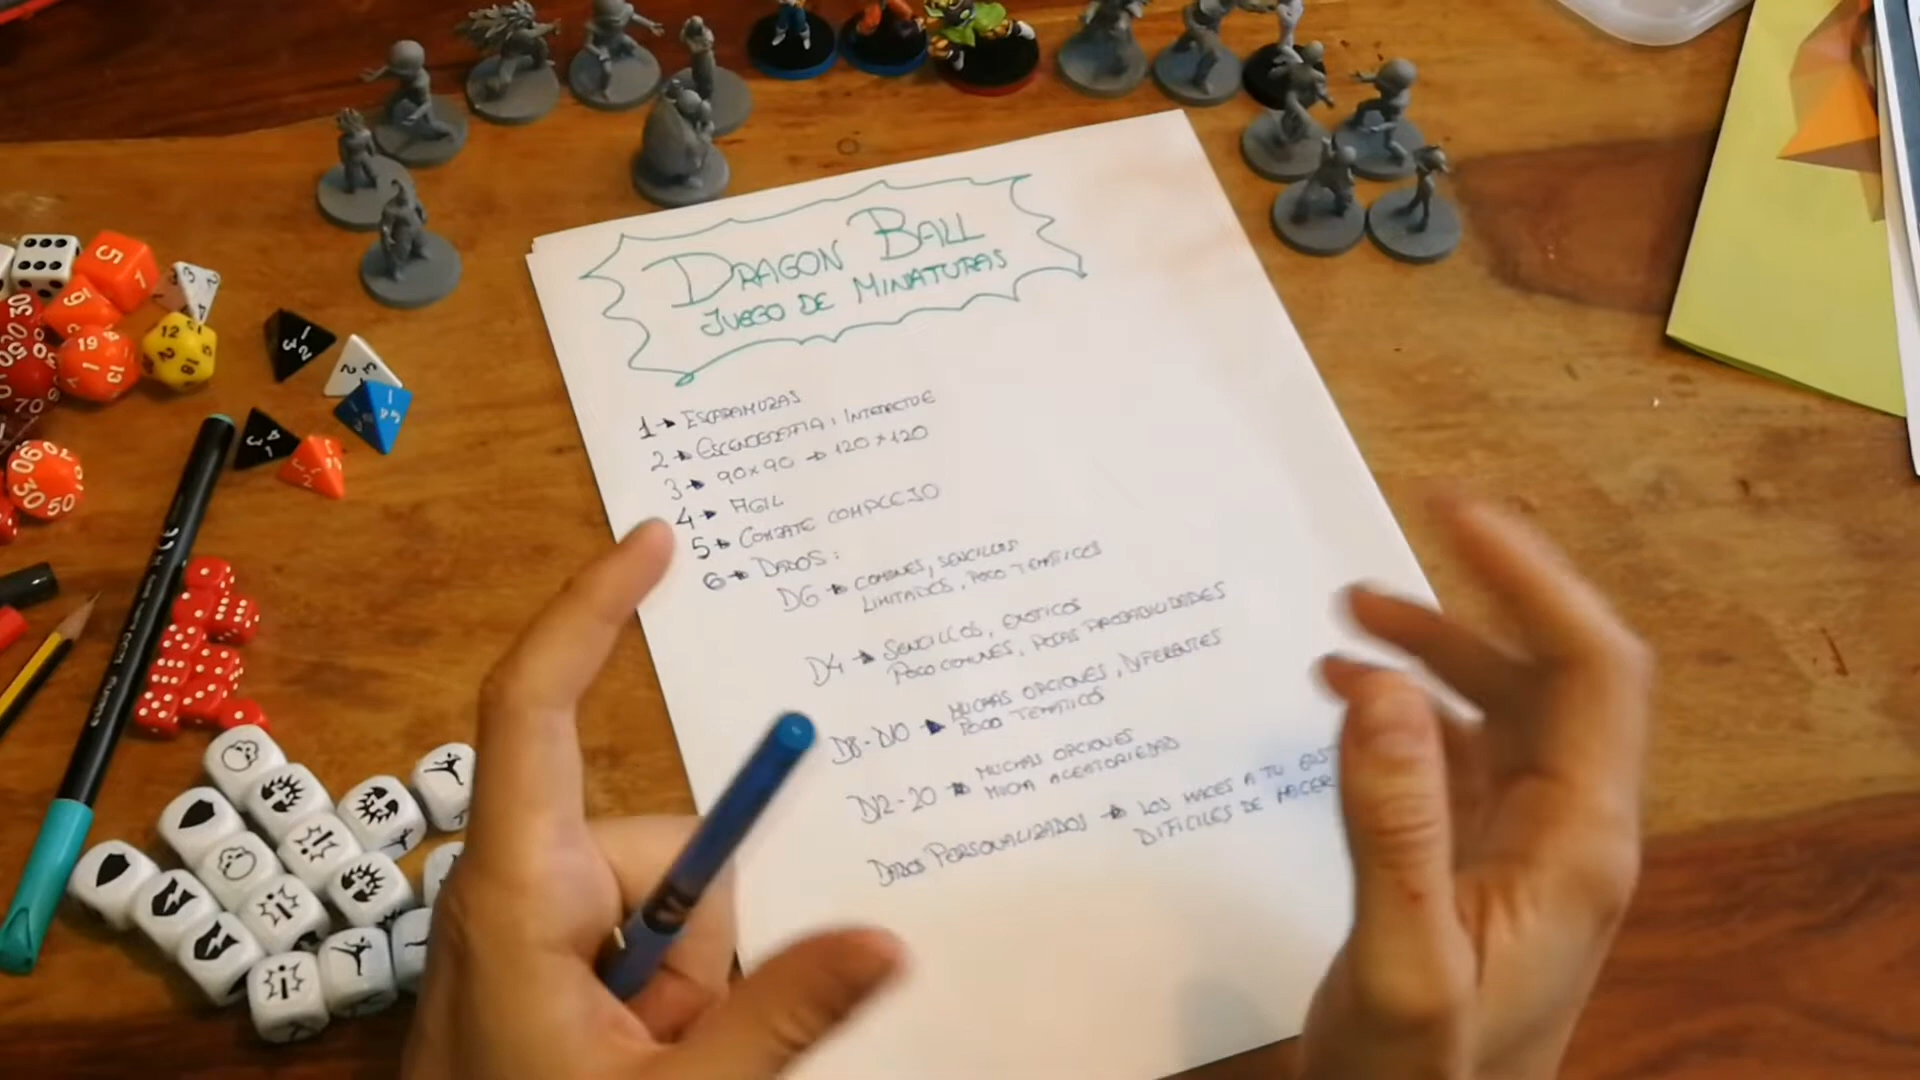 DRAGON BALL
JUEGO DE MINIATURAS
1→ ESCARAMUZAS
2→ ESCENOGRAFIA: INTERACTUE
3→ 90x90 → 120x120
4→ AGIL
5→ COMBATE COMPLEJO
6→ DADOS:
D6→ COMUNES, SENCILLOS
LIMITADOS, POCO TEMATICOS
D4→ SENCILLOS, EXOTICOS
POCO COMUNES, POCAS PROBABILIDADES
D8-D10→ MUCHAS OPCIONES, DIFERENTES
POCO TEMATICOS
D12-20→ MUCHAS OPCIONES
MUCHA ALEATORIEDAD
DADOS PERSONALIZADOS → LOS HACES A TU
DIFICILES DE HACER